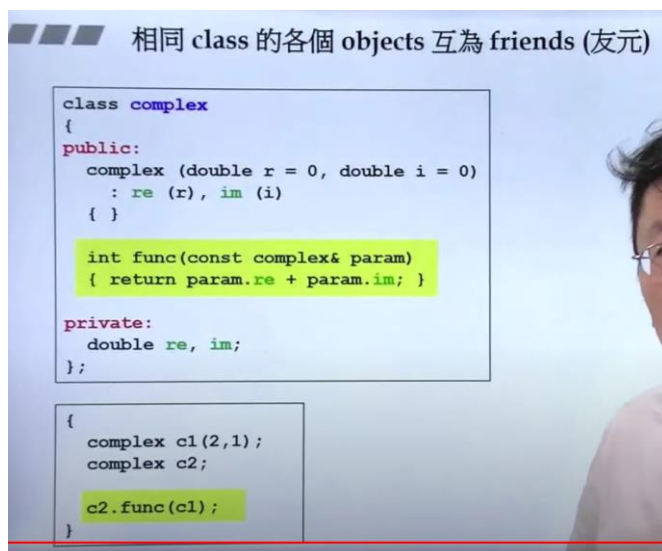 相同 class 的各個 objects 互為 friends (友元)
class complex
{
public:
complex (double r = 0, double i = 0)
: re (r), im (i)
{ }
int func(const complex& param)
{ return param.re + param.im; }
private:
double re, im;
};
{
complex c1(2,1);
complex c2;
c2.func(c1);
}